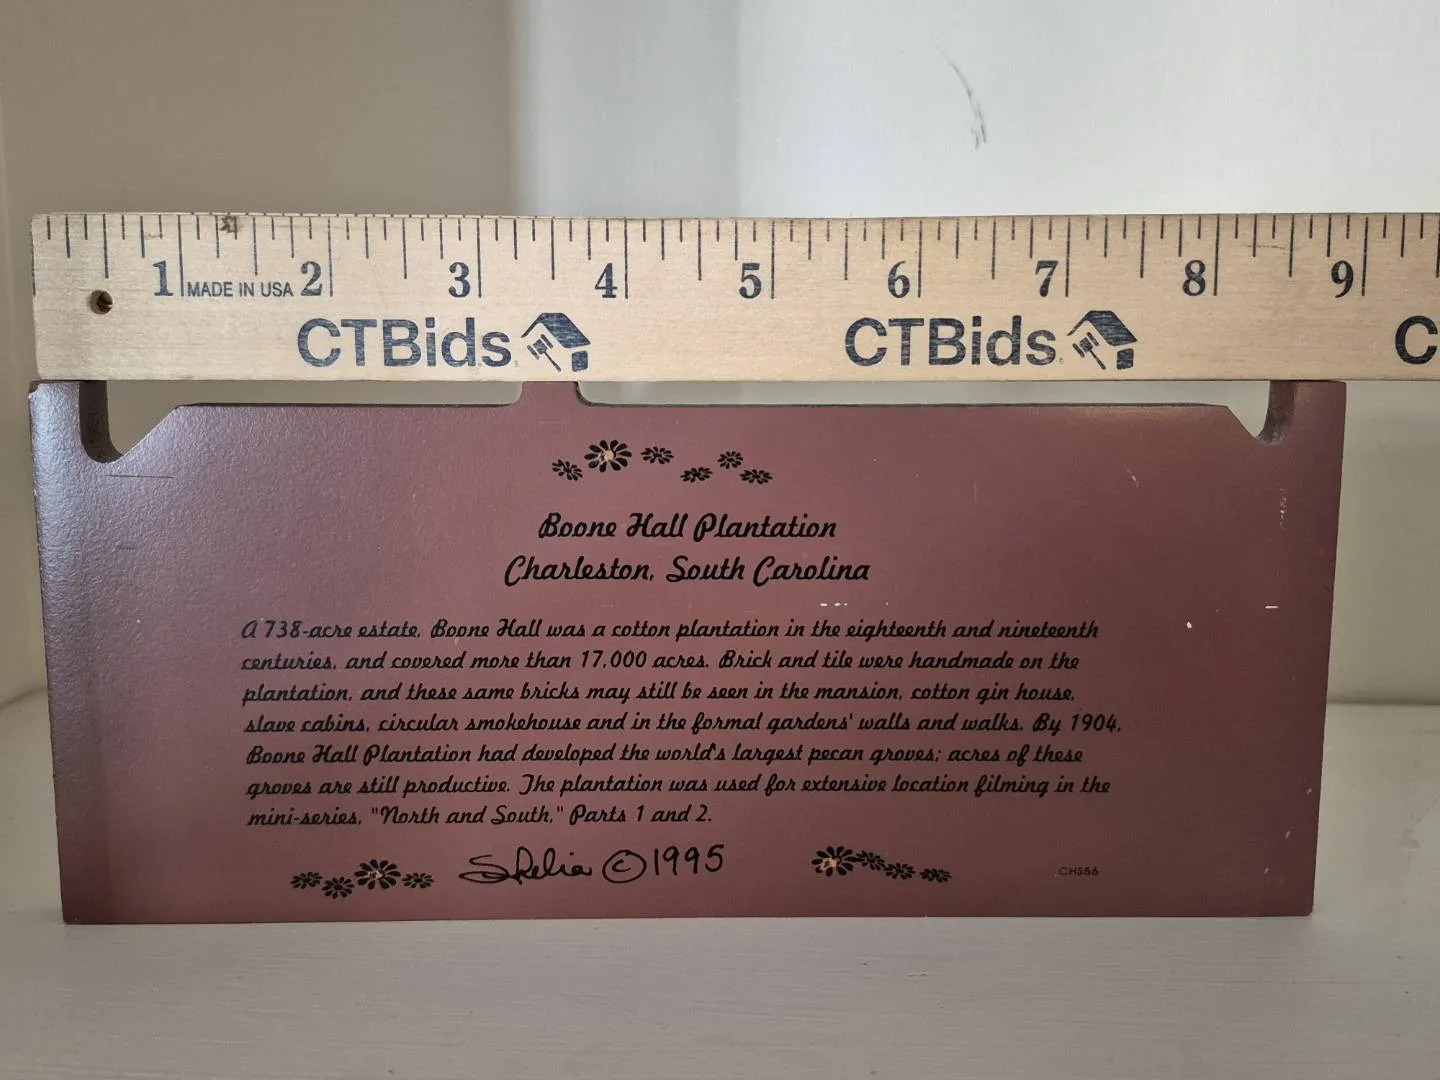 1 MADE IN USA 2 3 4 5 6 7 8 9
CTBids CTBids C
Boone Hall Plantation
Charleston, South Carolina
A 738-acre estate, Boone Hall was a cotton plantation in the eighteenth and nineteenth
centuries, and covered more than 17,000 acres. Brick and tile were handmade on the
plantation, and these same bricks may still be seen in the mansion, cotton gin house,
slave cabins, circular smokehouse and in the formal gardens' walls and walks. By 1904,
Boone Hall Plantation had developed the world's largest pecan groves; acres of these
groves are still productive. The plantation was used for extensive location filming in the
mini-series, "North and South," Parts 1 and 2.
Shelia © 1995
CHS56